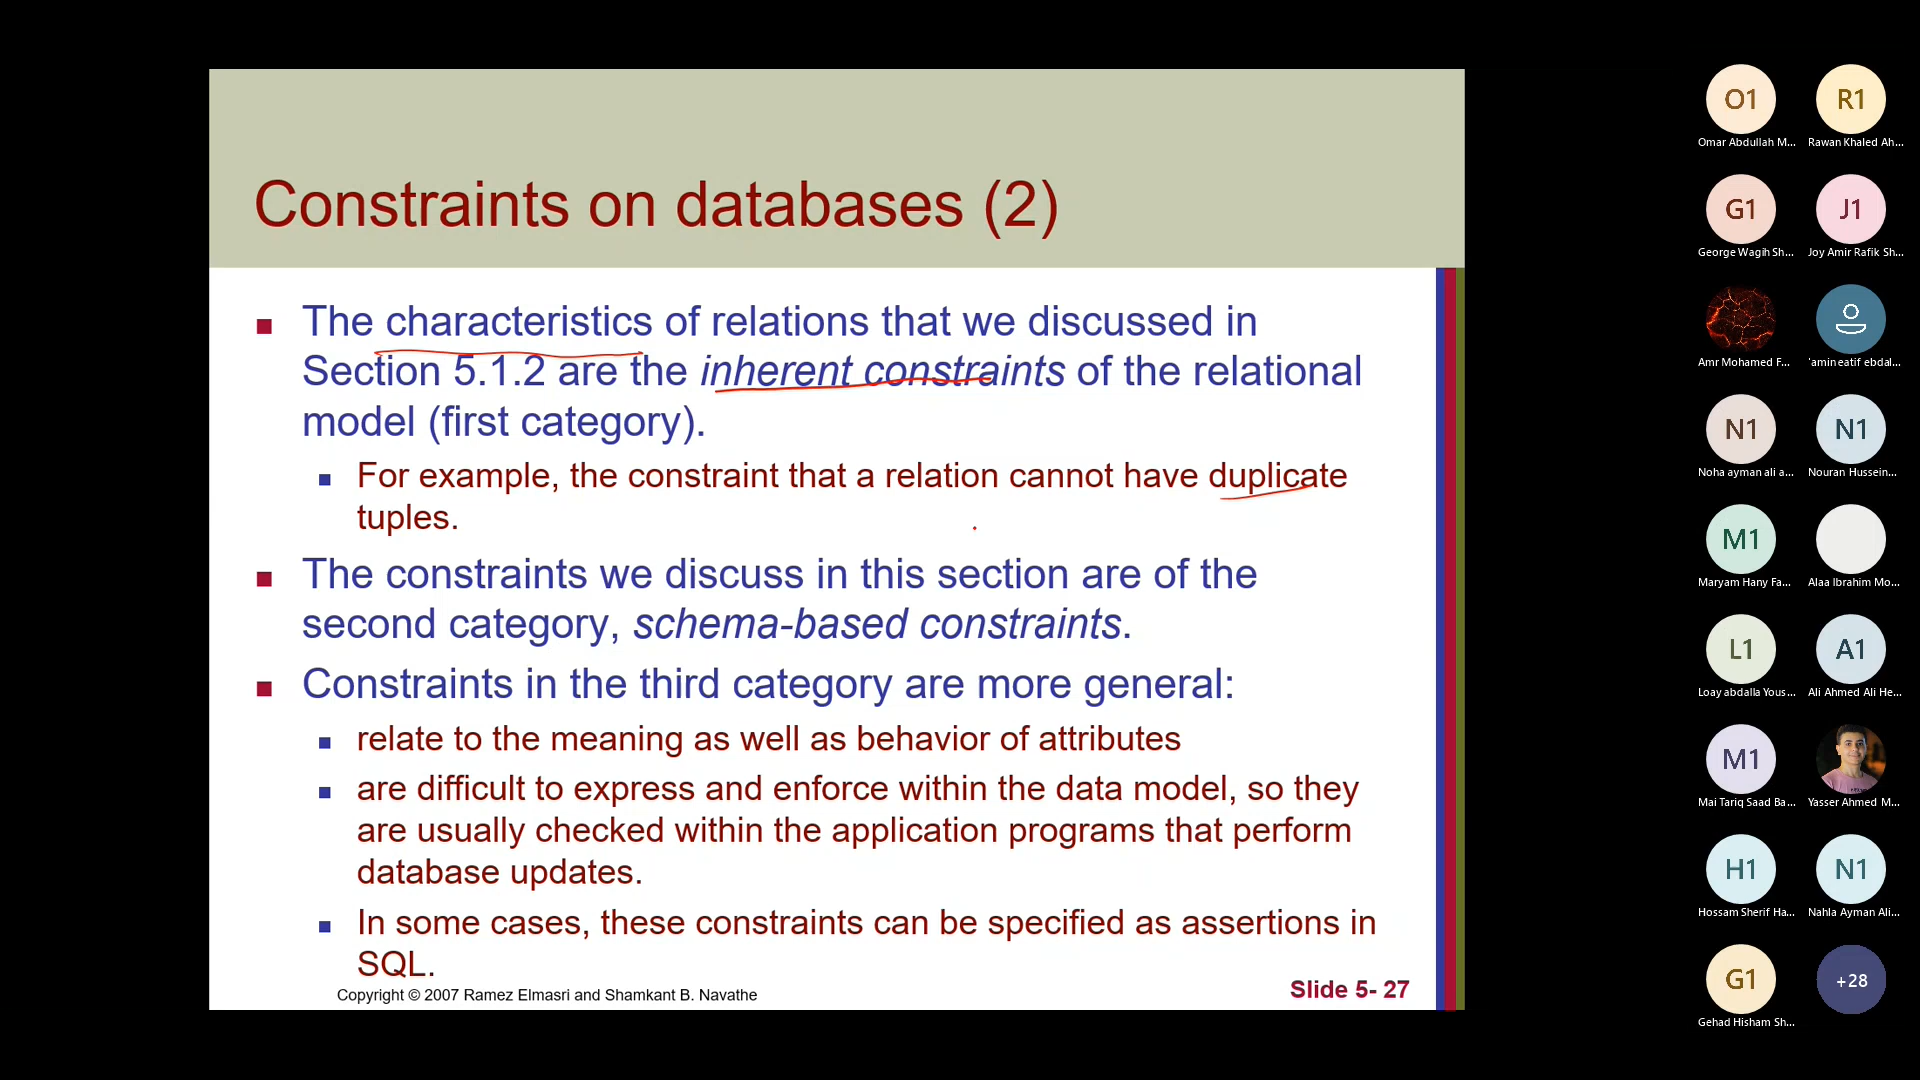 Constraints on databases (2)
The characteristics of relations that we discussed in
Section 5.1.2 are the inherent constraints of the relational
model (first category).
For example, the constraint that a relation cannot have duplicate
tuples.
The constraints we discuss in this section are of the
second category, schema-based constraints.
Constraints in the third category are more general:
relate to the meaning as well as behavior of attributes
are difficult to express and enforce within the data model, so they
are usually checked within the application programs that perform
database updates.
In some cases, these constraints can be specified as assertions in
SQL.
Copyright © 2007 Ramez Elmasri and Shamkant B. Navathe
Slide 5- 27
O1
R1
Omar Abdullah M...
Rawan Khaled Ah...
G1
J1
George Wagih Sh...
Joy Amir Rafik Sh...
Amr Mohamed F...
'amin eatif ebdal...
N1
N1
Noha ayman ali a...
Nouran Hussein...
M1
Maryam Hany Fa...
Alaa Ibrahim Mo...
L1
A1
Loay abdalla Yous...
Ali Ahmed Ali He...
M1
Mai Tariq Saad Ba...
Yasser Ahmed M...
H1
N1
Hossam Sherif Ha...
Nahla Ayman Ali...
G1
+28
Gehad Hisham Sh...